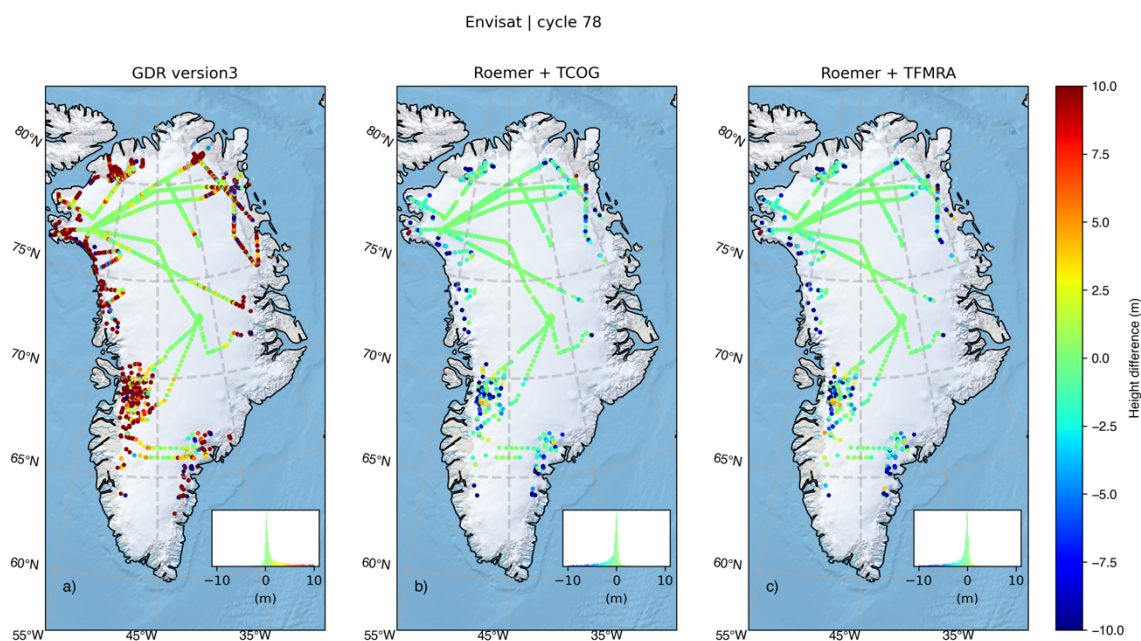 Envisat | cycle 78
GDR version3
80°N
75°N
70°N
65°N
60°N
55°W
45°W
35°W
a)
−10 0 10
(m)
Roemer + TCOG
80°N
75°N
70°N
65°N
60°N
55°W
45°W
35°W
b)
−10 0 10
(m)
Roemer + TFMRA
80°N
75°N
70°N
65°N
60°N
55°W
45°W
35°W
c)
−10 0 10
(m)
10.0
7.5
5.0
2.5
0.0
−2.5
−5.0
−7.5
−10.0
Height difference (m)